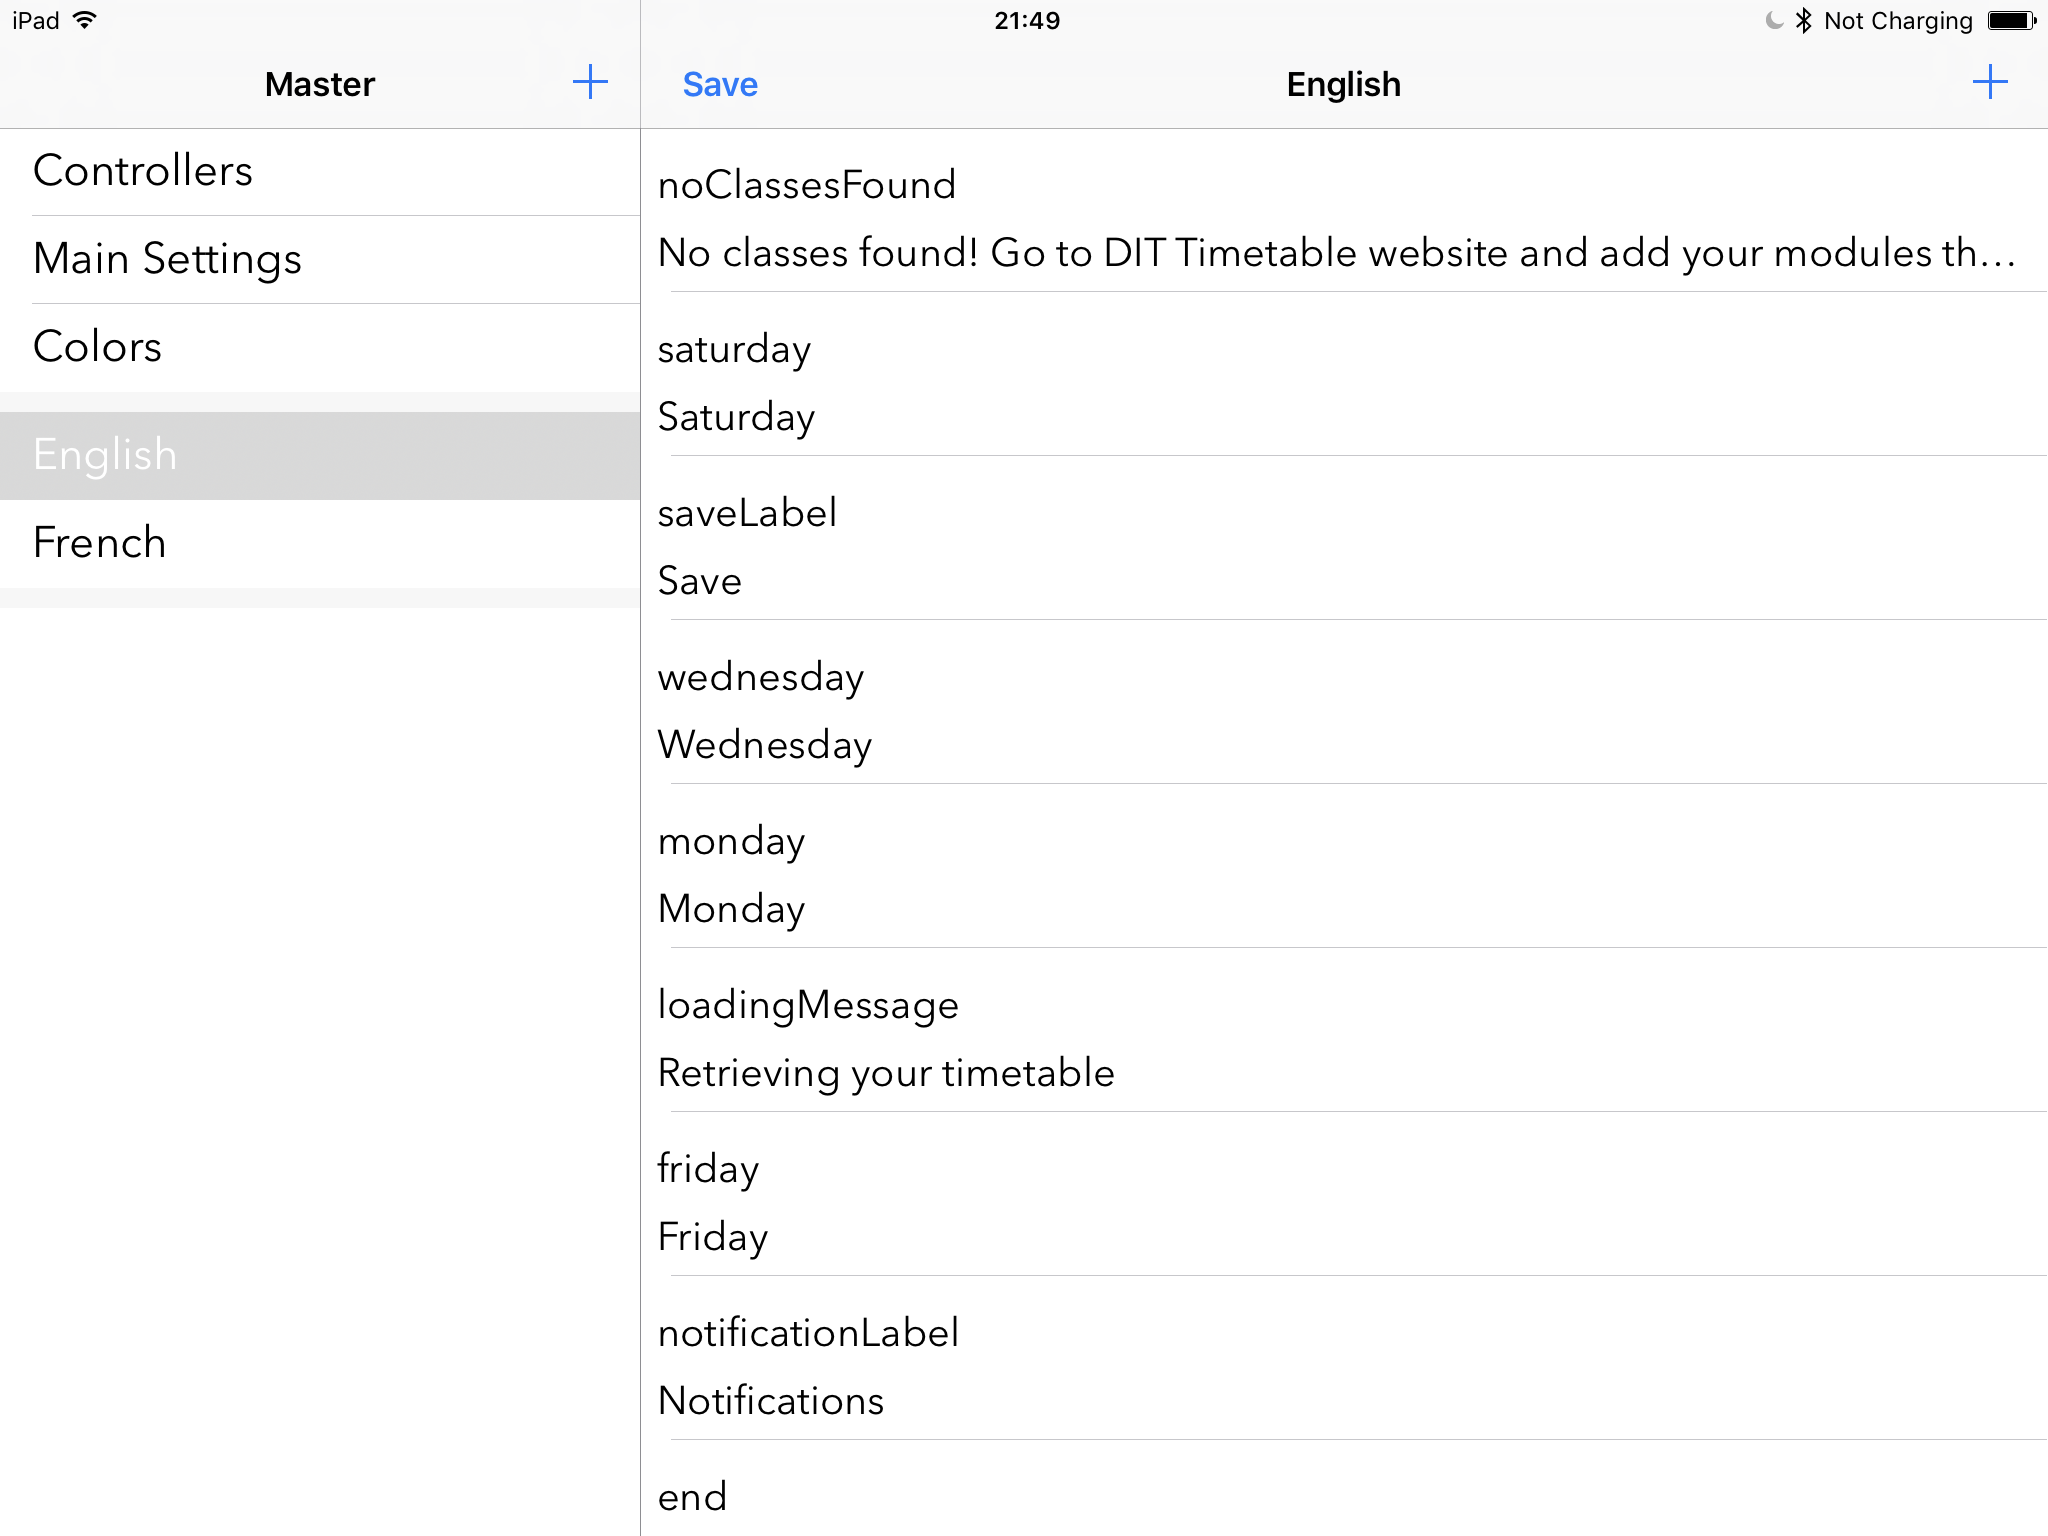 iPad
21:49
Not Charging
Master
Save
English
Controllers
Main Settings
Colors
English
French
noClassesFound
No classes found! Go to DIT Timetable website and add your modules th...
saturday
Saturday
saveLabel
Save
wednesday
Wednesday
monday
Monday
loadingMessage
Retrieving your timetable
friday
Friday
notificationLabel
Notifications
end